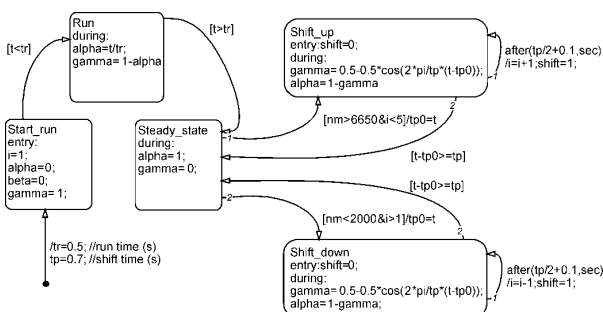 Run
during:
alpha=t/tr;
gamma= 1-alpha
[t<tr]
[t>tr]
Start_run
entry:
i=1;
alpha=0;
beta=0;
gamma= 1;
/tr=0.5; //run time (s)
tp=0.7; //shift time (s)
Steady_state
during:
alpha=1;
gamma=0;
1
2
Shift_up
entry:shift=0;
during:
gamma= 0.5-0.5*cos(2*pi/tp*(t-tp0));
alpha=1-gamma
1
2
after(tp/2+0.1,sec)
/i=i+1;shift=1;
[nm>6650&i<5]/tp0=t
[t-tp0>=tp]
[t-tp0>=tp]
[nm<2000&i>1]/tp0=t
2
Shift_down
entry:shift=0;
during:
gamma= 0.5-0.5*cos(2*pi/tp*(t-tp0));
alpha=1-gamma;
1
after(tp/2+0.1,sec)
/i=i-1;shift=1;